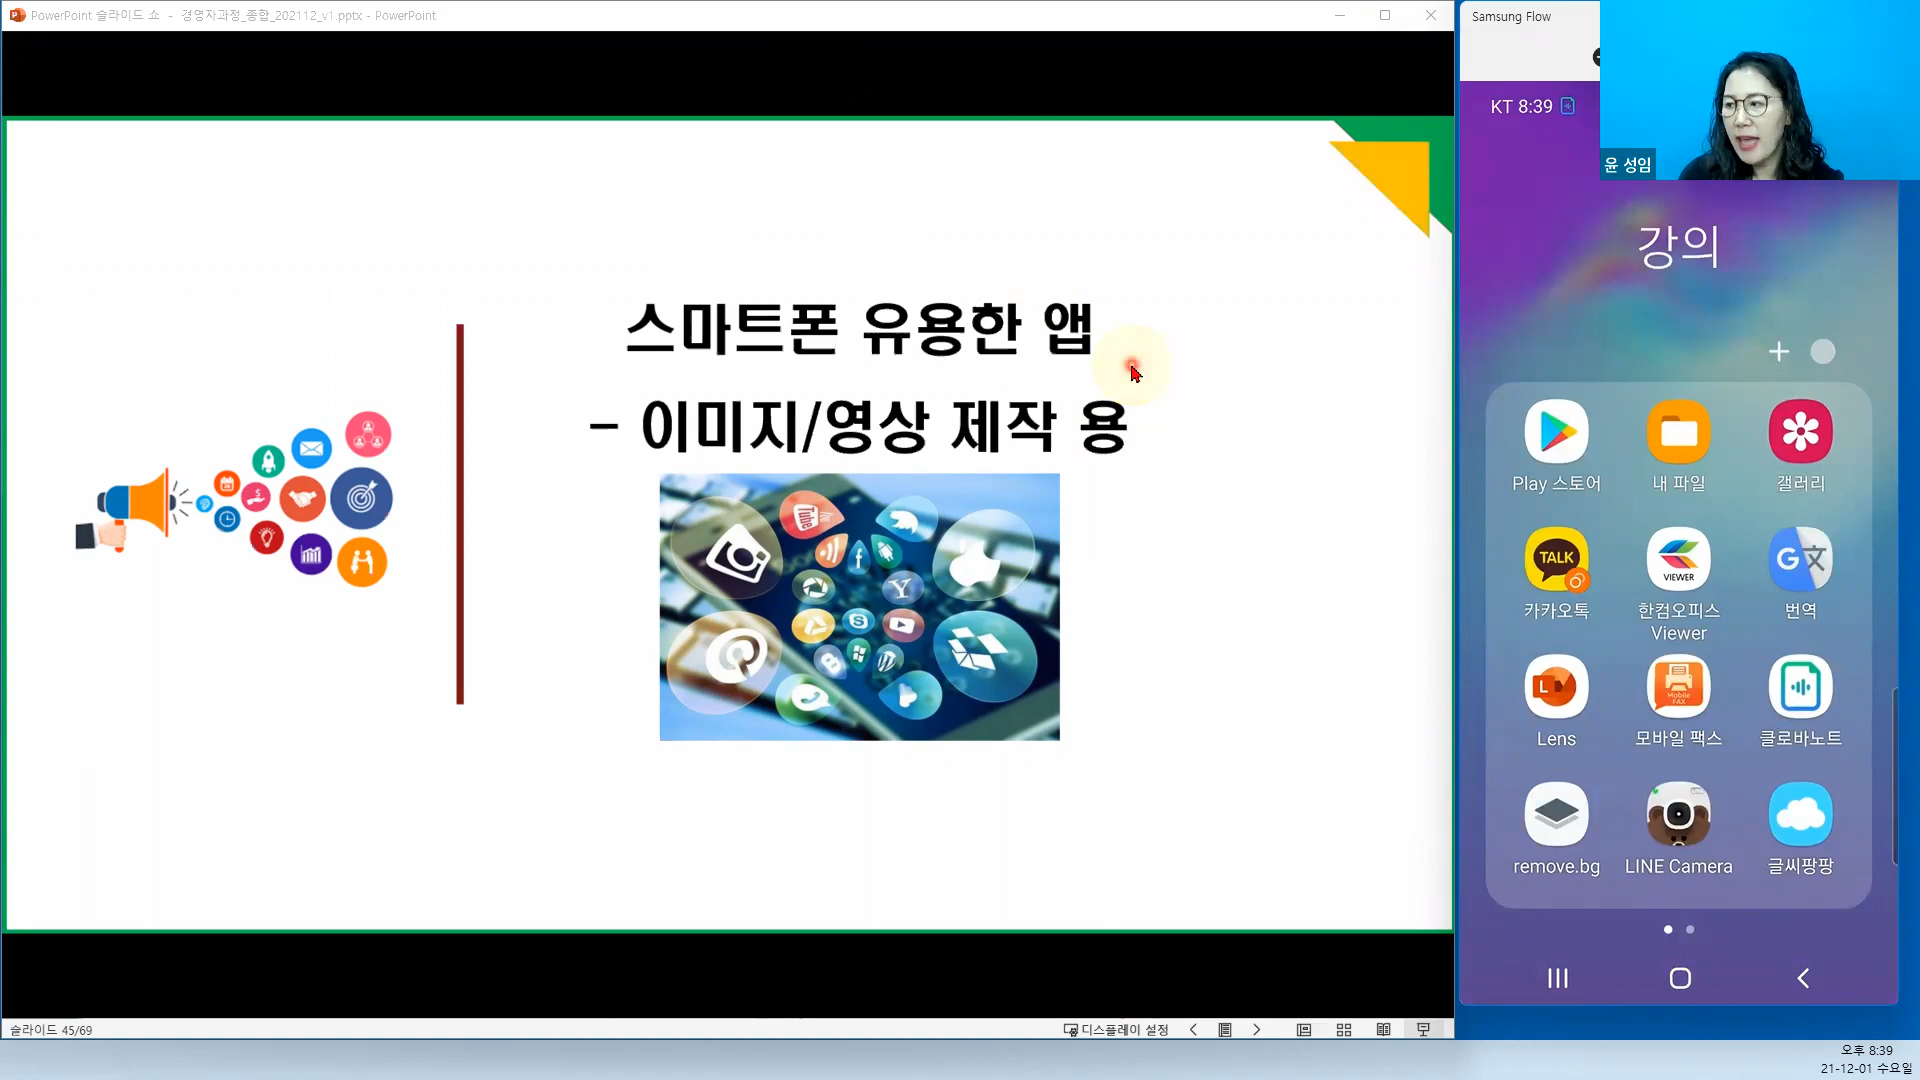 PowerPoint 슬라이드 쇼 - 경영자과정_종합_202112_v1.pptx - PowerPoint
스마트폰 유용한 앱
- 이미지/영상 제작 용
슬라이드 45/69
디스플레이 설정
Samsung Flow
KT 8:39
윤 성임
강의
Play 스토어
내 파일
갤러리
TALK
VIEWER
카카오톡
한컴오피스
Viewer
번역
L
Mobile
FAX
Lens
모바일 팩스
클로바노트
remove.bg
LINE Camera
글씨팡팡
오후 8:39
21-12-01 수요일